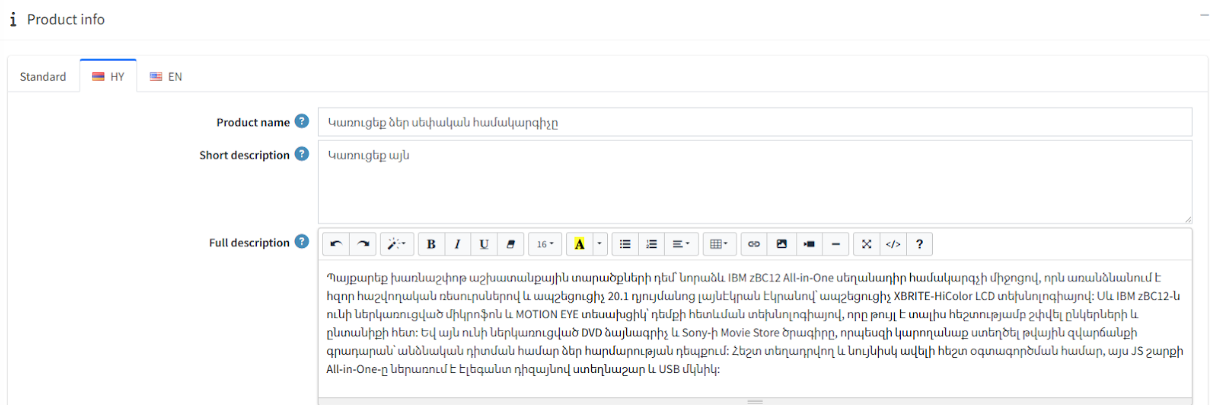 Product info
Standard HY EN
Product name
Կառուցեք ձեր սեփական համակարգիչը
Short description
Կառուցեք այն
Full description
B I U 16 A </> ?
Պայքարեք խառնաշփոթ աշխատանքային տարածքների դեմ՝ նորաձև IBM zBC12 All-in-One սեղանադիր համակարգչի միջոցով, որն առանձնանում է
հզոր հաշվողական ռեսուրսներով և ապշեցուցիչ 20.1 դյույմանոց լայնէկրան էկրանով՝ ապշեցուցիչ XBRITE-HiColor LCD տեխնոլոգիայով: Սև IBM zBC12-ն
ունի ներկառուցված միկրոֆոն և MOTION EYE տեսախցիկ՝ դեմքի հետևման տեխնոլոգիայով, որը թույլ է տալիս հեշտությամբ շփվել ընկերների և
ընտանիքի հետ: Եվ այն ունի ներկառուցված DVD ձայնագրիչ և Sony-ի Movie Store ծրագիրը, որպեսզի կարողանաք ստեղծել թվային զվարճանքի
գրադարան՝ անձնական դիտման համար ձեր հարմարության դեպքում: Հեշտ տեղադրվող և նույնիսկ ավելի հեշտ օգտագործման համար, այս JS շարքի
All-in-One-ը ներառում է էլեգանտ դիզայնով ստեղնաշար և USB մկնիկ: